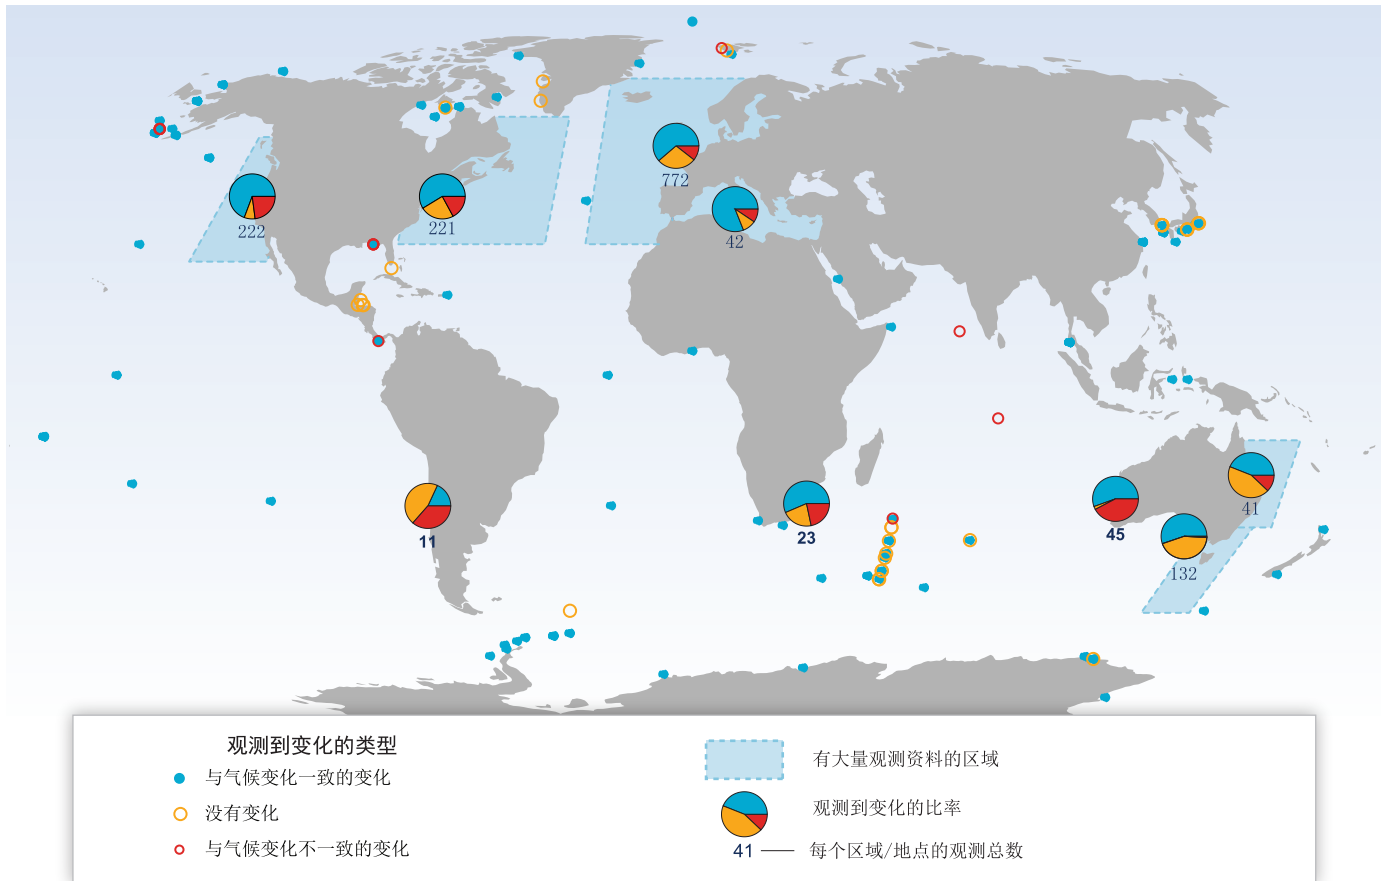 772
222
221
42
11
23
45
41
132
观测到变化的类型
与气候变化一致的变化
没有变化
与气候变化不一致的变化
有大量观测资料的区域
观测到变化的比率
41 每个区域/地点的观测总数